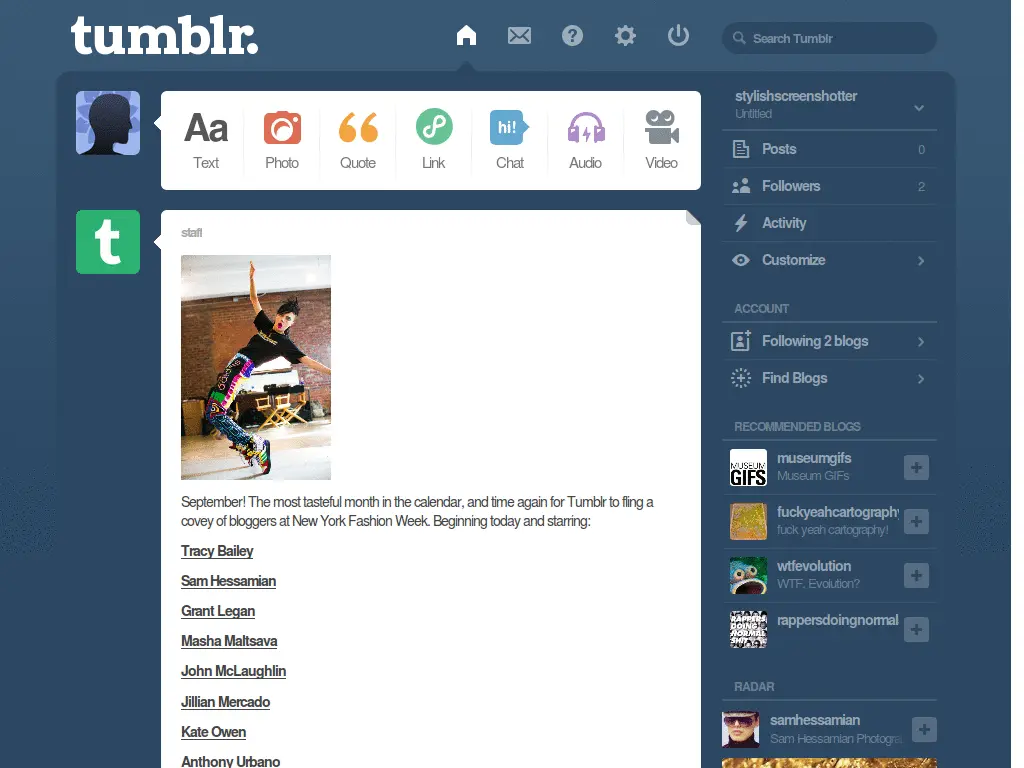 tumblr.
Search Tumblr
Aa
Text
Photo
Quote
Link
hi!
Chat
Audio
Video
t
staff
September! The most tasteful month in the calendar, and time again for Tumblr to fling a
covey of bloggers at New York Fashion Week. Beginning today and starring:
Tracy Bailey
Sam Hessamian
Grant Legan
Masha Maltsava
John McLaughlin
Jillian Mercado
Kate Owen
Anthony Urbano
stylishscreenshotter
Untitled
Posts 0
Followers 2
Activity
Customize
ACCOUNT
Following 2 blogs
Find Blogs
RECOMMENDED BLOGS
MUSEUM
GIFS
museumgifs
Museum GIFs
fuckyeahcartography
fuck yeah cartography!
wtfevolution
WTF, Evolution?
RAPPERS
DOING
NORMAL
SHIT
rappersdoingnormal
RADAR
samhessamian
Sam Hessamian Photogra